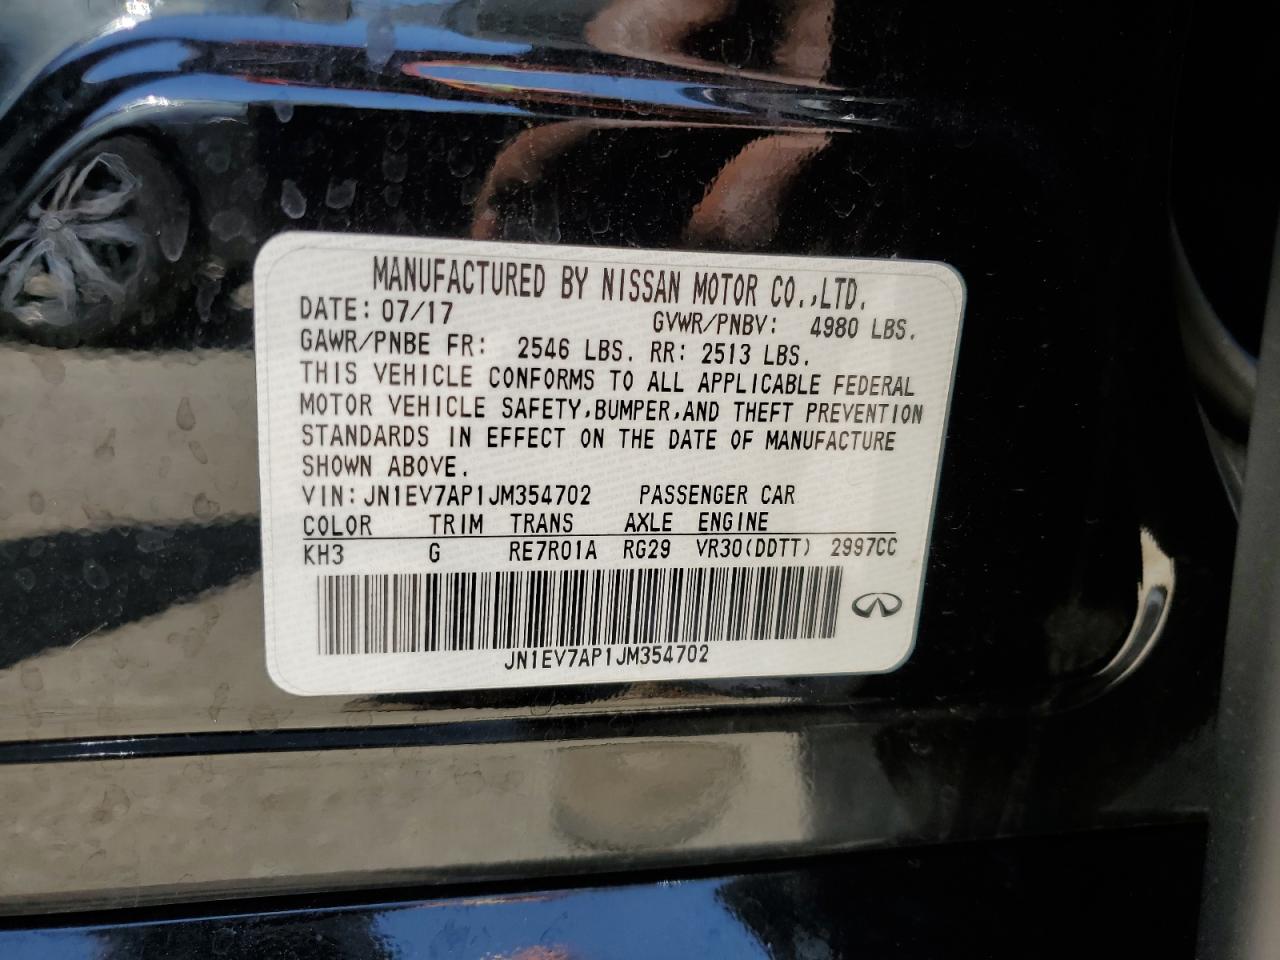 MANUFACTURED BY NISSAN MOTOR CO.,LTD.
DATE: 07/17 GVWR/PNBV: 4980 LBS.
GAWR/PNBE FR: 2546 LBS. RR: 2513 LBS.
THIS VEHICLE CONFORMS TO ALL APPLICABLE FEDERAL
MOTOR VEHICLE SAFETY,BUMPER,AND THEFT PREVENTION
STANDARDS IN EFFECT ON THE DATE OF MANUFACTURE
SHOWN ABOVE.
VIN: JN1EV7AP1JM354702 PASSENGER CAR
COLOR TRIM TRANS AXLE ENGINE
KH3 G RE7R01A RG29 VR30(DDTT) 2997CC
JN1EV7AP1JM354702